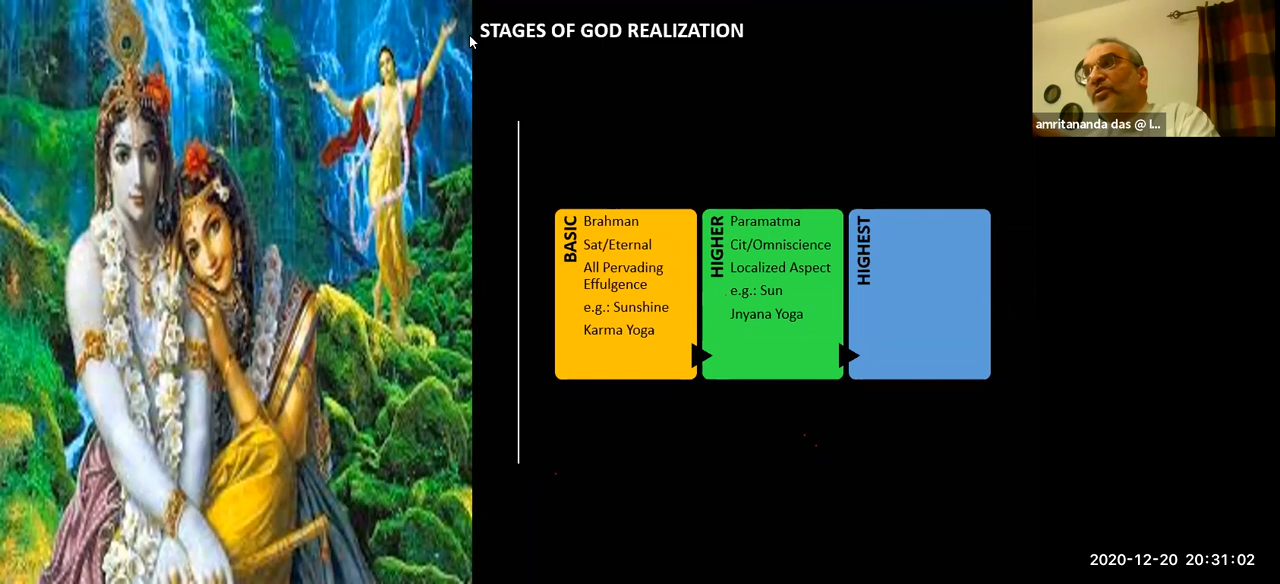 STAGES OF GOD REALIZATION
amritananda das @ I...
BASIC
Brahman
Sat/Eternal
All Pervading
Effulgence
e.g.: Sunshine
Karma Yoga
HIGHER
Paramatma
Cit/Omniscience
Localized Aspect
e.g.: Sun
Jnyana Yoga
HIGHEST
2020-12-20 20:31:02